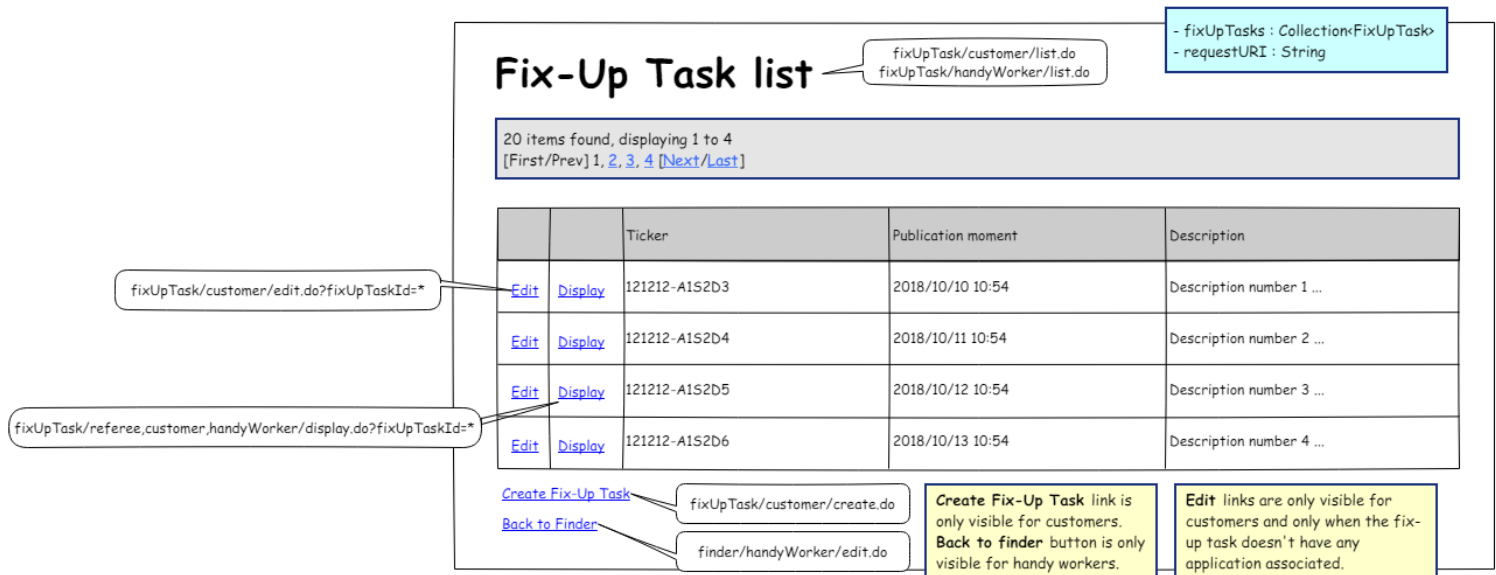 - fixUpTasks : Collection<FixUpTask>
- requestURI : String
Fix-Up Task list
fixUpTask/customer/list.do
fixUpTask/handyWorker/list.do
20 items found, displaying 1 to 4
[First/Prev] 1, 2, 3, 4 [Next/Last]
Ticker Publication moment Description
fixUpTask/customer/edit.do?fixUpTaskId=*
Edit Display 121212-A1S2D3 2018/10/10 10:54 Description number 1 ...
Edit Display 121212-A1S2D4 2018/10/11 10:54 Description number 2 ...
Edit Display 121212-A1S2D5 2018/10/12 10:54 Description number 3 ...
fixUpTask/referee,customer,handyWorker/display.do?fixUpTaskId=*
Edit Display 121212-A1S2D6 2018/10/13 10:54 Description number 4 ...
Create Fix-Up Task
fixUpTask/customer/create.do
Back to Finder
finder/handyWorker/edit.do
Create Fix-Up Task link is
only visible for customers.
Back to finder button is only
visible for handy workers.
Edit links are only visible for
customers and only when the fix-
up task doesn't have any
application associated.